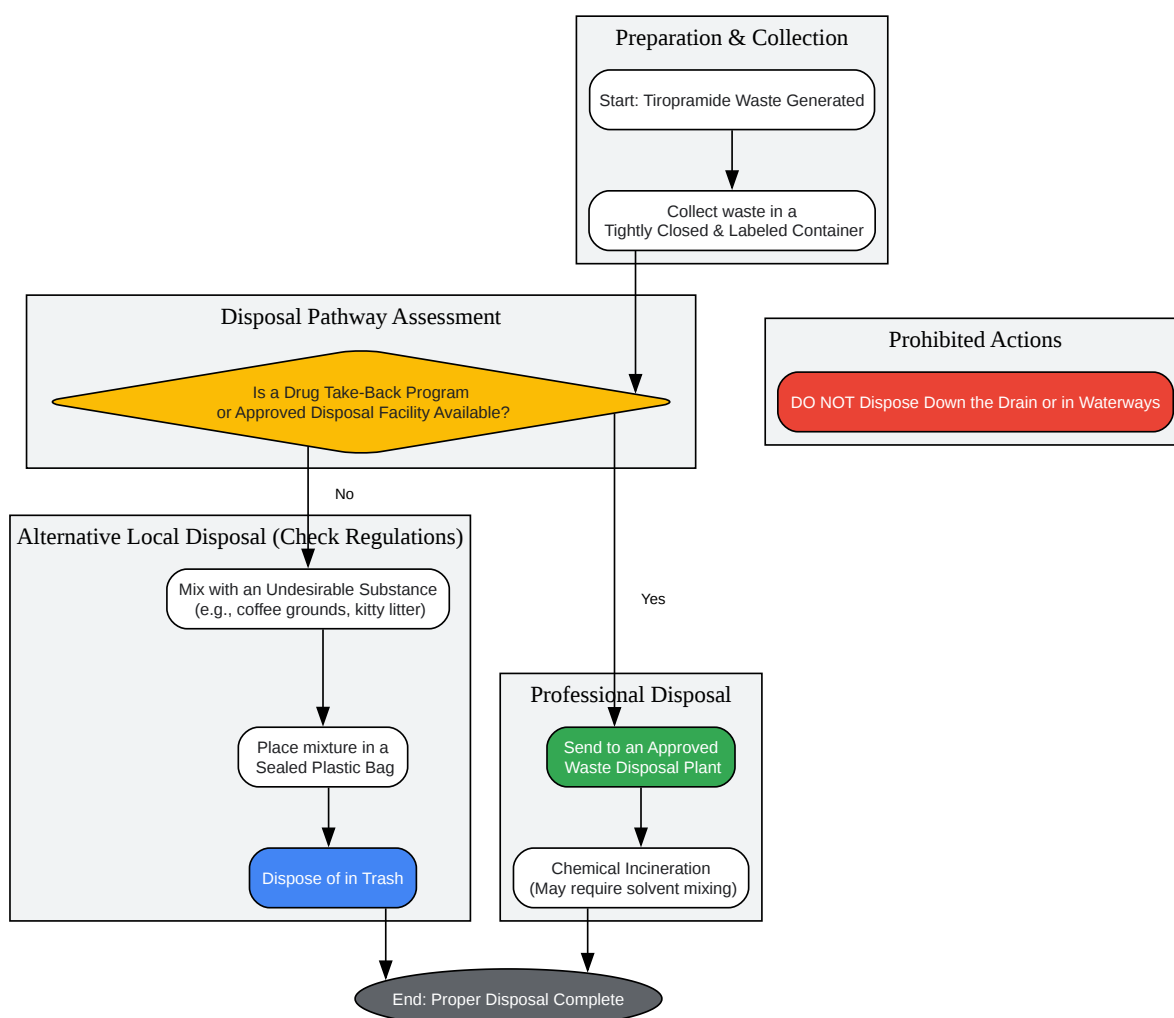 Preparation & Collection
Start: Tiropramide Waste Generated
Collect waste in a
Tightly Closed & Labeled Container
Disposal Pathway Assessment
Is a Drug Take-Back Program
or Approved Disposal Facility Available?
Prohibited Actions
DO NOT Dispose Down the Drain or in Waterways
No
Yes
Alternative Local Disposal (Check Regulations)
Mix with an Undesirable Substance
(e.g., coffee grounds, kitty litter)
Place mixture in a
Sealed Plastic Bag
Dispose of in Trash
Professional Disposal
Send to an Approved
Waste Disposal Plant
Chemical Incineration
(May require solvent mixing)
End: Proper Disposal Complete